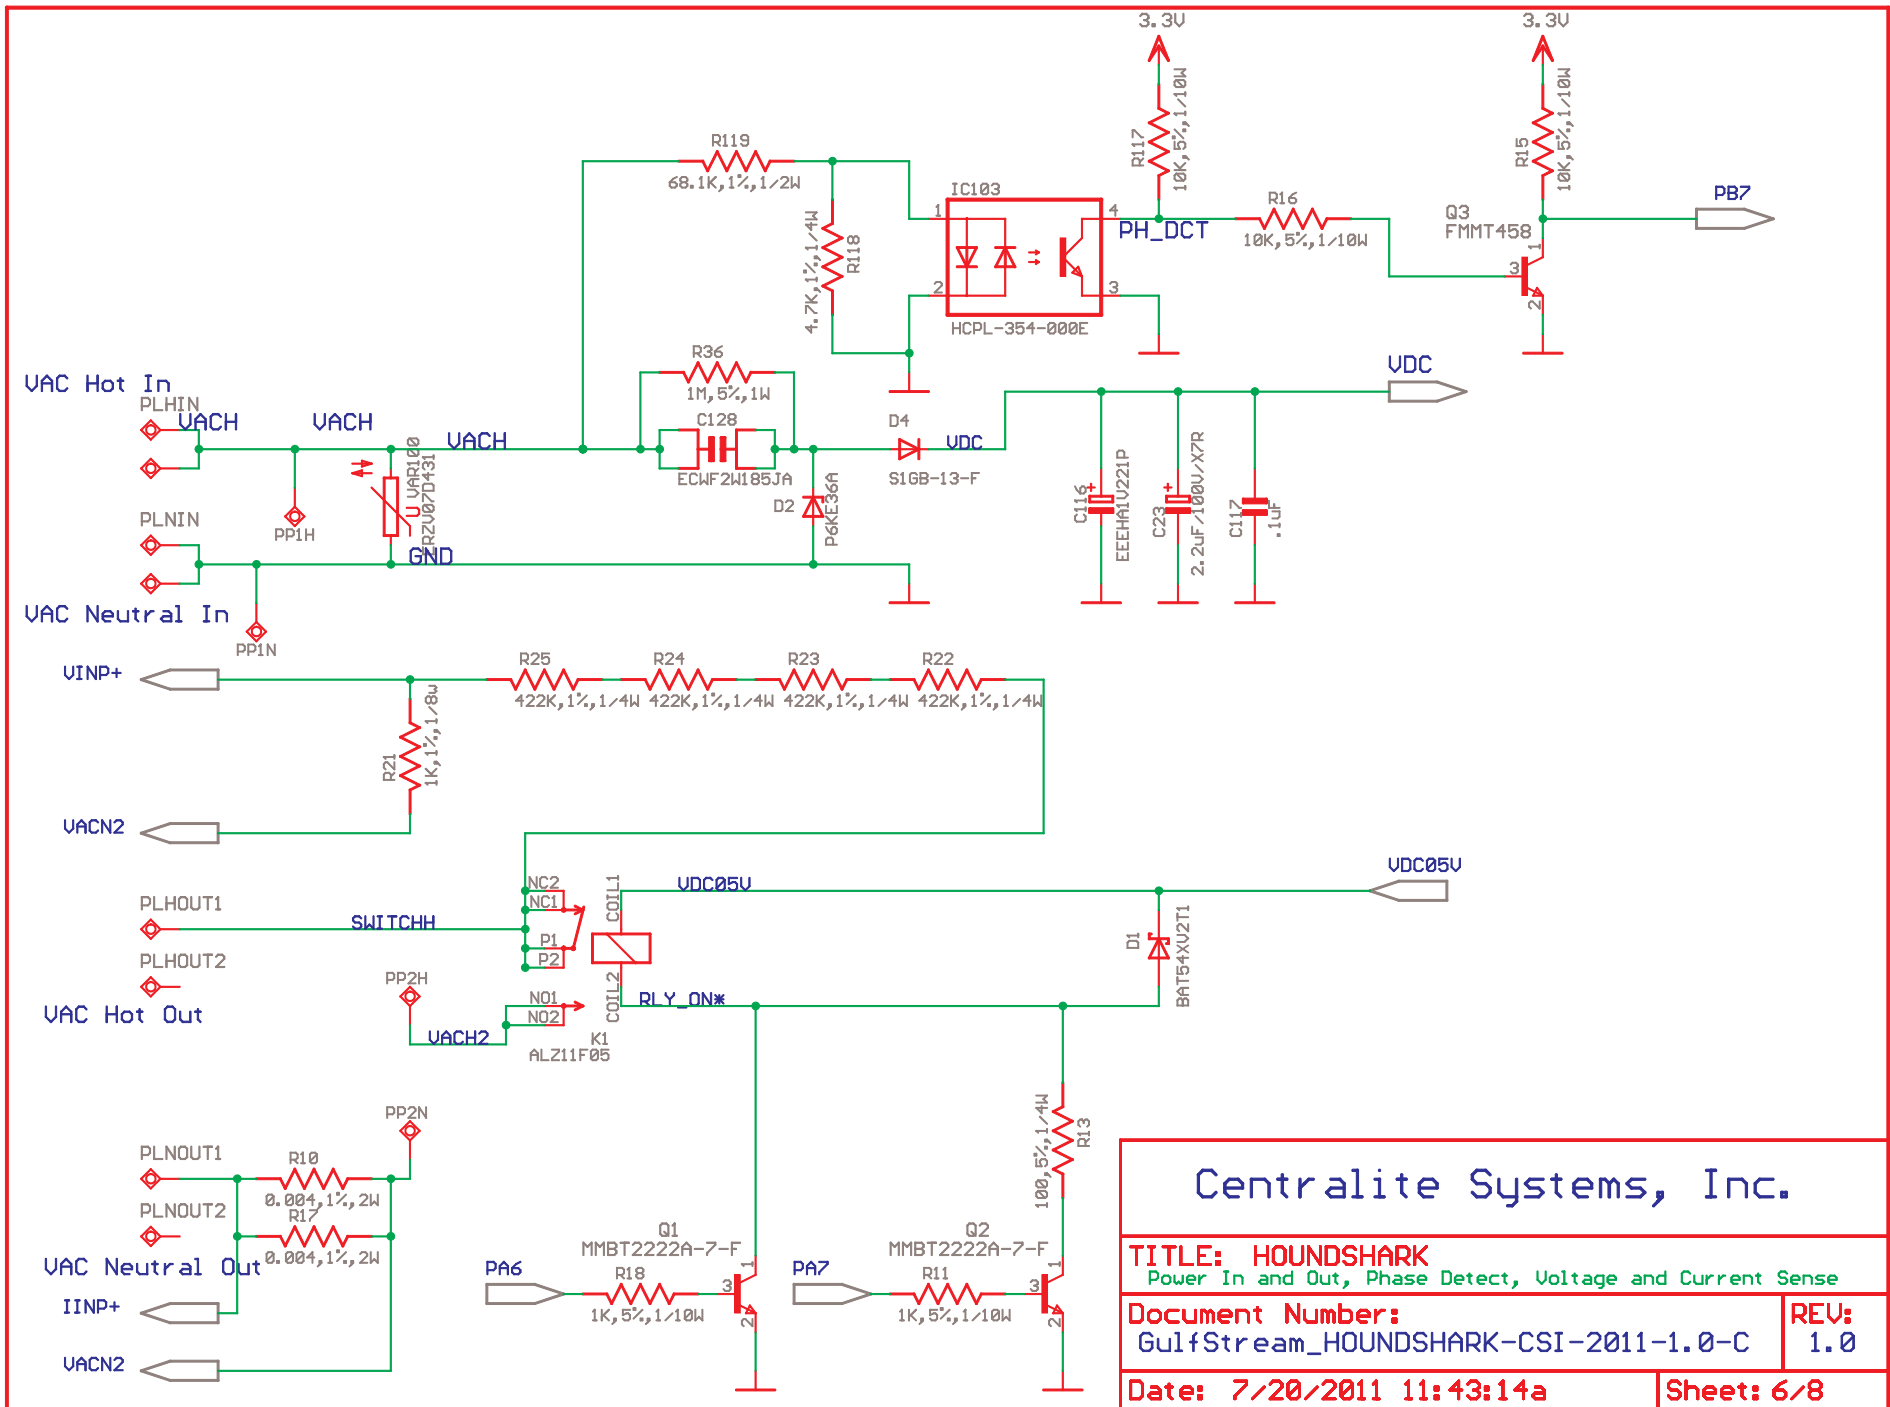 3.3V
3.3V
R117
10K,5%,1/10W
R15
10K,5%,1/10W
R119
68.1K,1%,1/2W
IC103
1
4
2
3
PH_DCT
HCPL-354-000E
R118
4.7K,1%,1/4W
R16
10K,5%,1/10W
Q3
FMMT458
1
3
2
PB7
R36
1M,5%,1W
C128
ECWF2W185JA
VAC Hot In
PLHIN
VACH
VACH
VACH
VAR100
ERZV07D431
U
PP1H
PLNIN
GND
VAC Neutral In
PP1N
D4
S1GB-13-F
VDC
VDC
D2
P6KE36A
C116
EEEHA1V221P
C23
2.2uF/100V/X7R
C117
.1uF
+
+
VINP+
R25
422K,1%,1/4W
R24
422K,1%,1/4W
R23
422K,1%,1/4W
R22
422K,1%,1/4W
R21
1K,1%,1/8w
VACN2
PLHOUT1
SWITCHH
PLHOUT2
VAC Hot Out
PP2H
VACH2
NC2
NC1
P1
P2
NO1
NO2
COIL1
COIL2
K1
ALZ11F05
VDC05V
VDC05V
RLY_ON*
D1
BAT54XV2T1
R13
100,5%,1/4W
PP2N
PLNOUT1
R10
0.004,1%,2W
R17
0.004,1%,2W
PLNOUT2
VAC Neutral Out
IINP+
VACN2
PA6
R18
1K,5%,1/10W
Q1
MMBT2222A-7-F
1
3
2
PA7
R11
1K,5%,1/10W
Q2
MMBT2222A-7-F
1
3
2
Centralite Systems, Inc.
TITLE: HOUNDSHARK
Power In and Out, Phase Detect, Voltage and Current Sense
Document Number:
GulfStream_HOUNDSHARK-CSI-2011-1.0-C
REV:
1.0
Date: 7/20/2011 11:43:14a
Sheet: 6/8